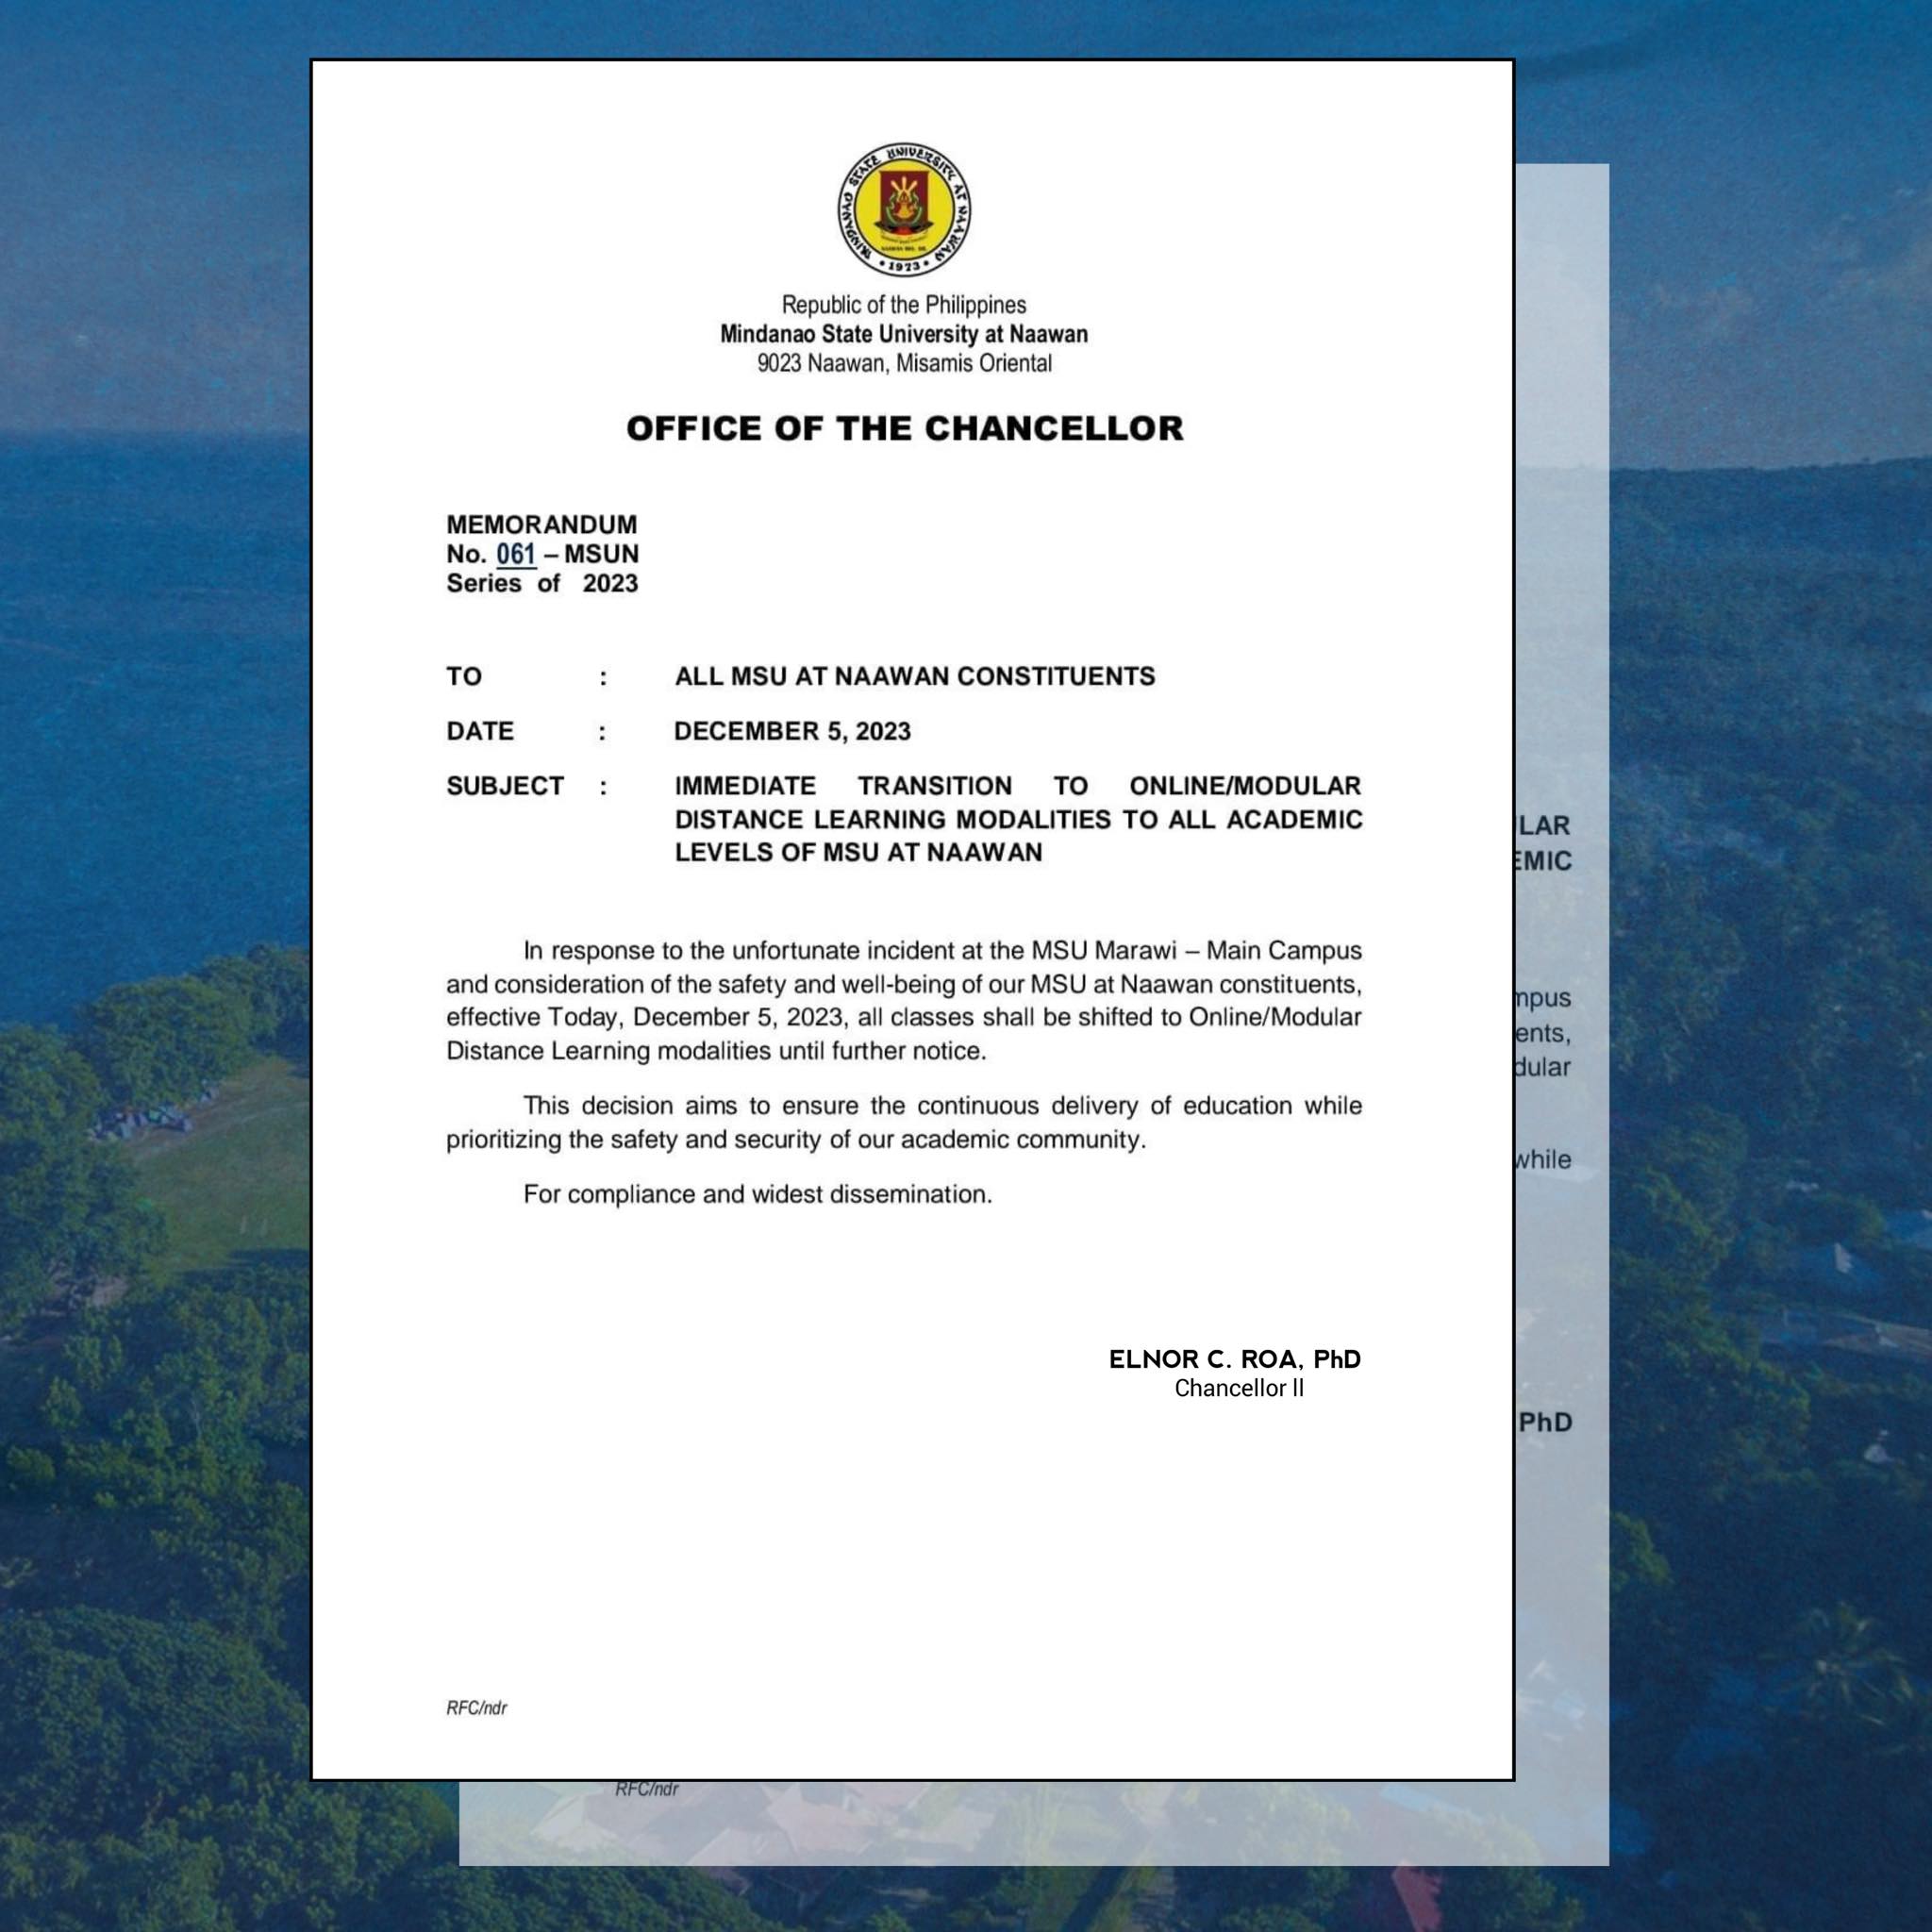 MINDANAO STATE UNIVERSITY AT NAAWAN
• 1973 •
Republic of the Philippines
Mindanao State University at Naawan
9023 Naawan, Misamis Oriental
OFFICE OF THE CHANCELLOR
MEMORANDUM
No. 061 – MSUN
Series of 2023
TO : ALL MSU AT NAAWAN CONSTITUENTS
DATE : DECEMBER 5, 2023
SUBJECT : IMMEDIATE TRANSITION TO ONLINE/MODULAR
DISTANCE LEARNING MODALITIES TO ALL ACADEMIC
LEVELS OF MSU AT NAAWAN
In response to the unfortunate incident at the MSU Marawi – Main Campus
and consideration of the safety and well-being of our MSU at Naawan constituents,
effective Today, December 5, 2023, all classes shall be shifted to Online/Modular
Distance Learning modalities until further notice.
This decision aims to ensure the continuous delivery of education while
prioritizing the safety and security of our academic community.
For compliance and widest dissemination.
ELNOR C. ROA, PhD
Chancellor II
RFC/ndr
LAR
EMIC
mpus
ents,
dular
while
PhD
RFC/ndr